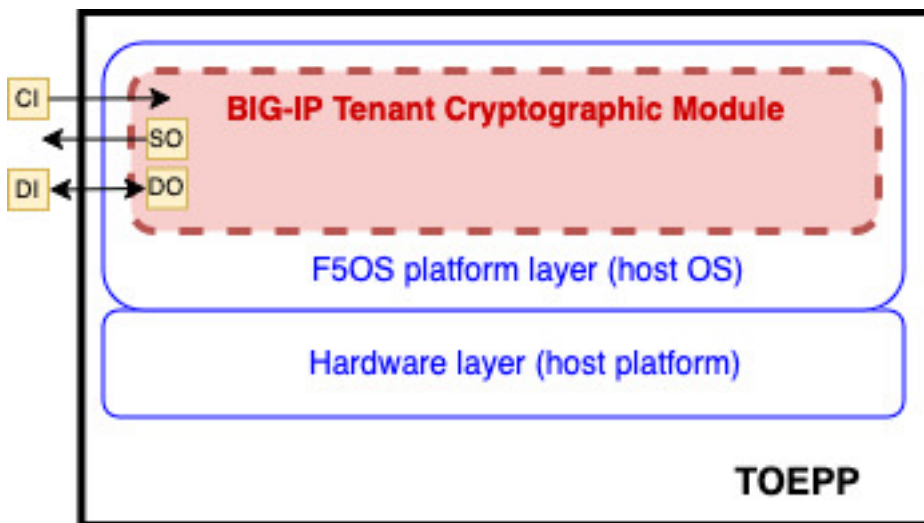 CI
BIG-IP Tenant Cryptographic Module
SO
DI
DO
F5OS platform layer (host OS)
Hardware layer (host platform)
TOEPP